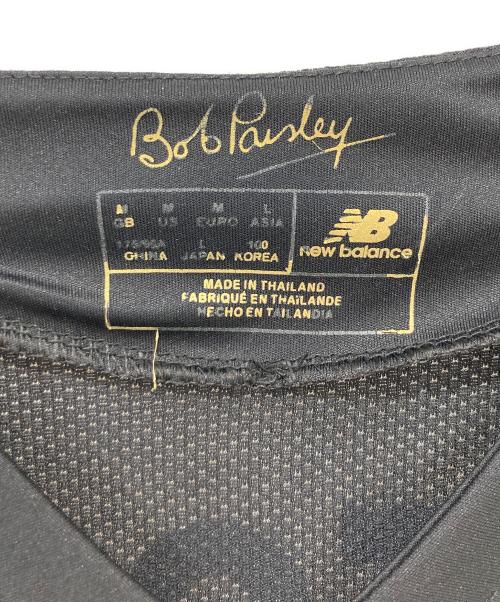 Bob Paisley
M M M L
GB US EURO ASIA
175/96A L 100
CHINA JAPAN KOREA
NB
new balance
MADE IN THAILAND
FABRIQUÉ EN THAÏLANDE
HECHO EN TAILANDIA